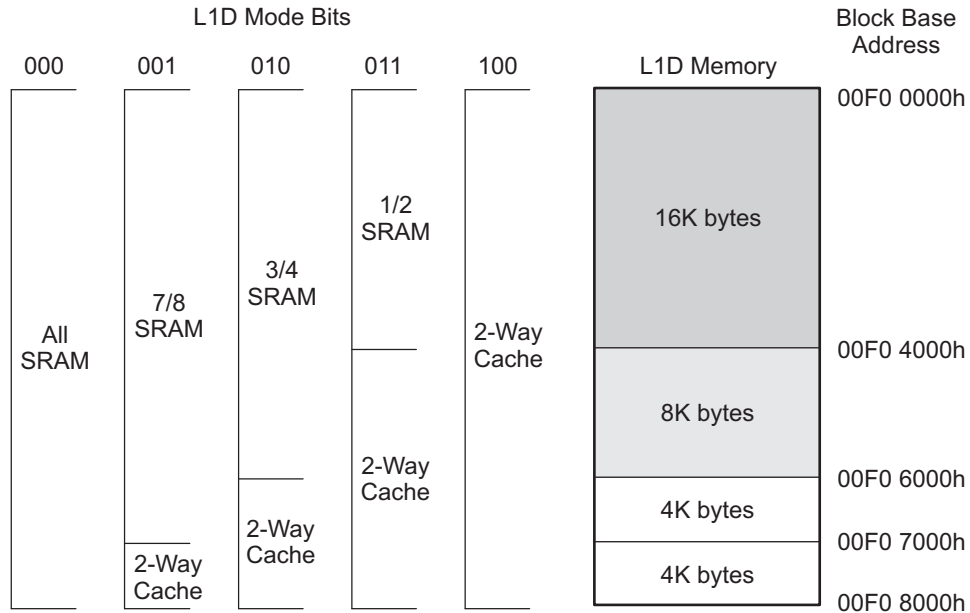 L1D Mode Bits
000 001 010 011 100
L1D Memory
Block Base
Address
00F0 0000h
1/2
SRAM
16K bytes
3/4
SRAM
7/8
SRAM
All
SRAM
2-Way
Cache
00F0 4000h
8K bytes
2-Way
Cache
00F0 6000h
2-Way
Cache
4K bytes
00F0 7000h
2-Way
Cache
4K bytes
00F0 8000h